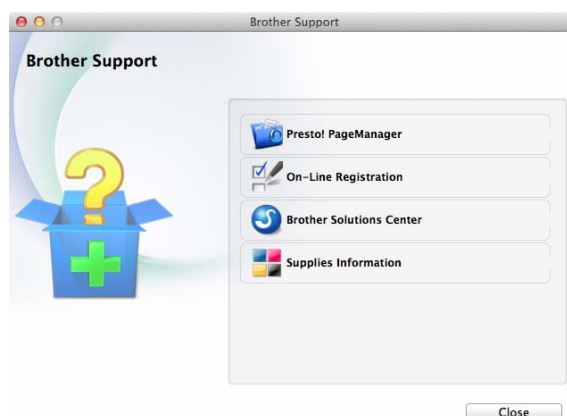 Brother Support
Brother Support
Presto! PageManager
On-Line Registration
Brother Solutions Center
Supplies Information
Close